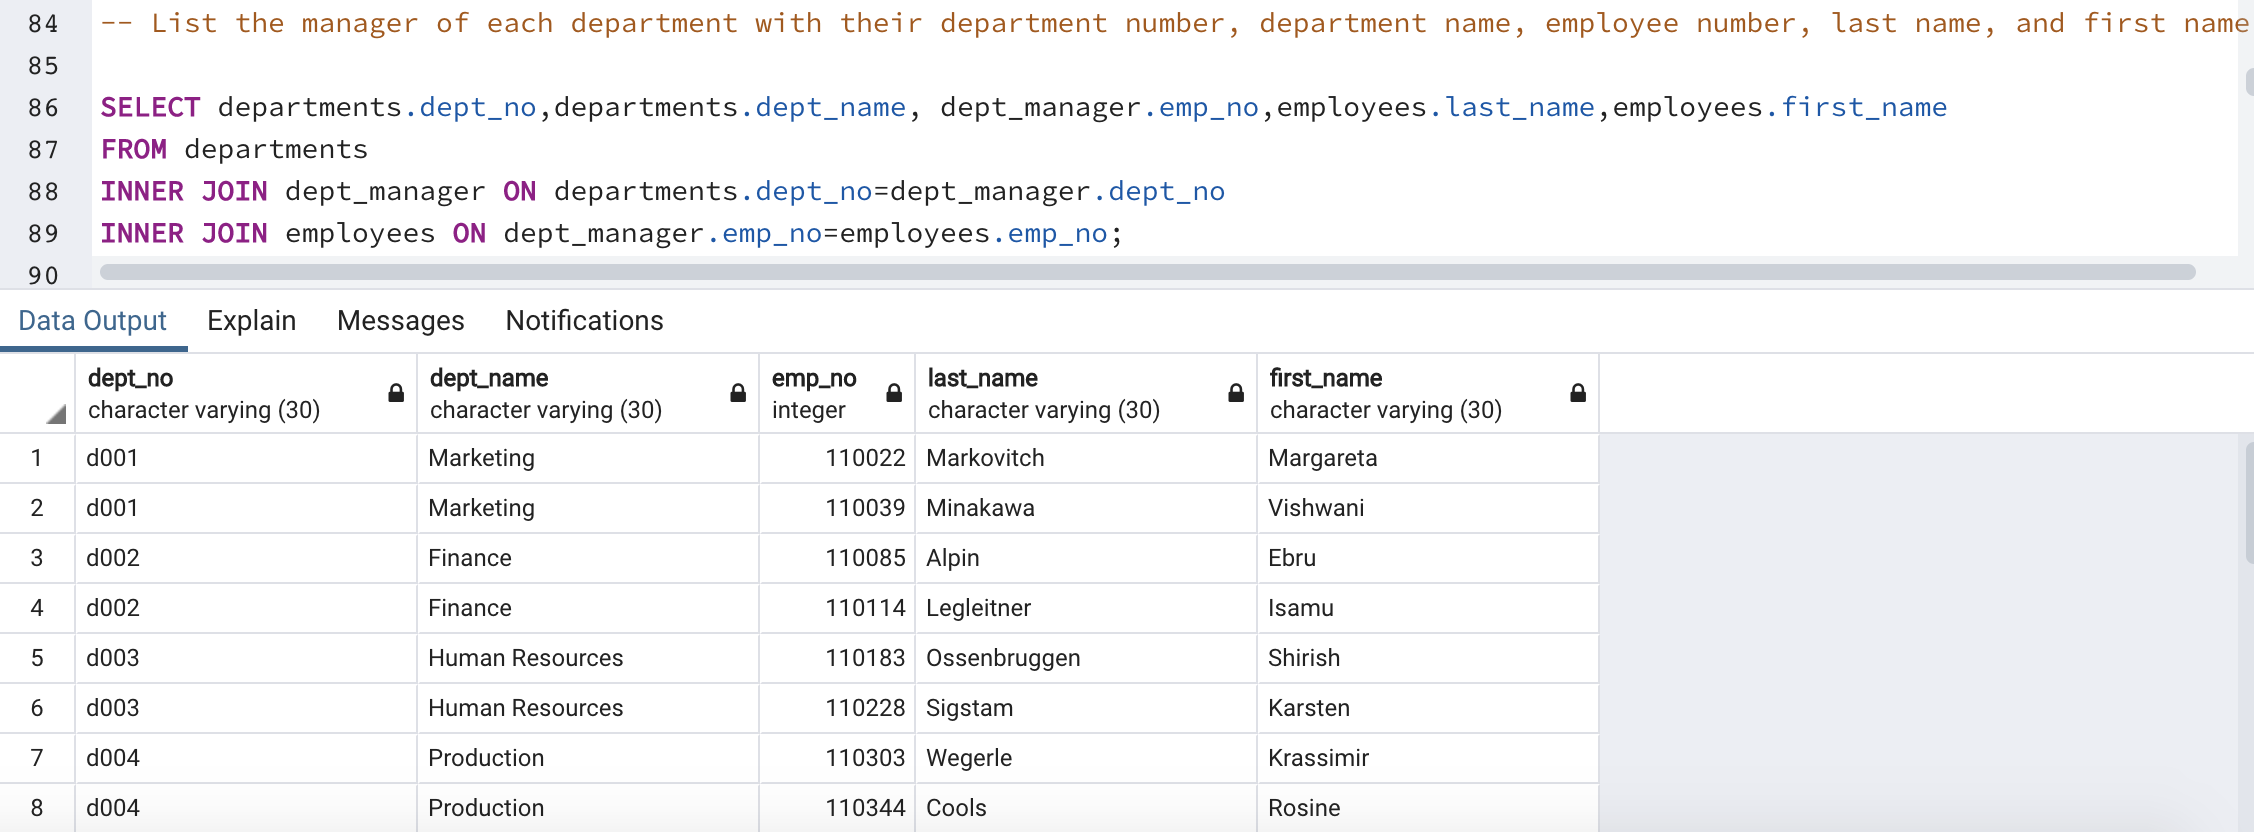 84 -- List the manager of each department with their department number, department name, employee number, last name, and first name
85
86 SELECT departments.dept_no,departments.dept_name, dept_manager.emp_no,employees.last_name,employees.first_name
87 FROM departments
88 INNER JOIN dept_manager ON departments.dept_no=dept_manager.dept_no
89 INNER JOIN employees ON dept_manager.emp_no=employees.emp_no;
90
Data Output Explain Messages Notifications
dept_no dept_name emp_no last_name first_name
character varying (30) character varying (30) integer character varying (30) character varying (30)
1 d001 Marketing 110022 Markovitch Margareta
2 d001 Marketing 110039 Minakawa Vishwani
3 d002 Finance 110085 Alpin Ebru
4 d002 Finance 110114 Legleitner Isamu
5 d003 Human Resources 110183 Ossenbruggen Shirish
6 d003 Human Resources 110228 Sigstam Karsten
7 d004 Production 110303 Wegerle Krassimir
8 d004 Production 110344 Cools Rosine